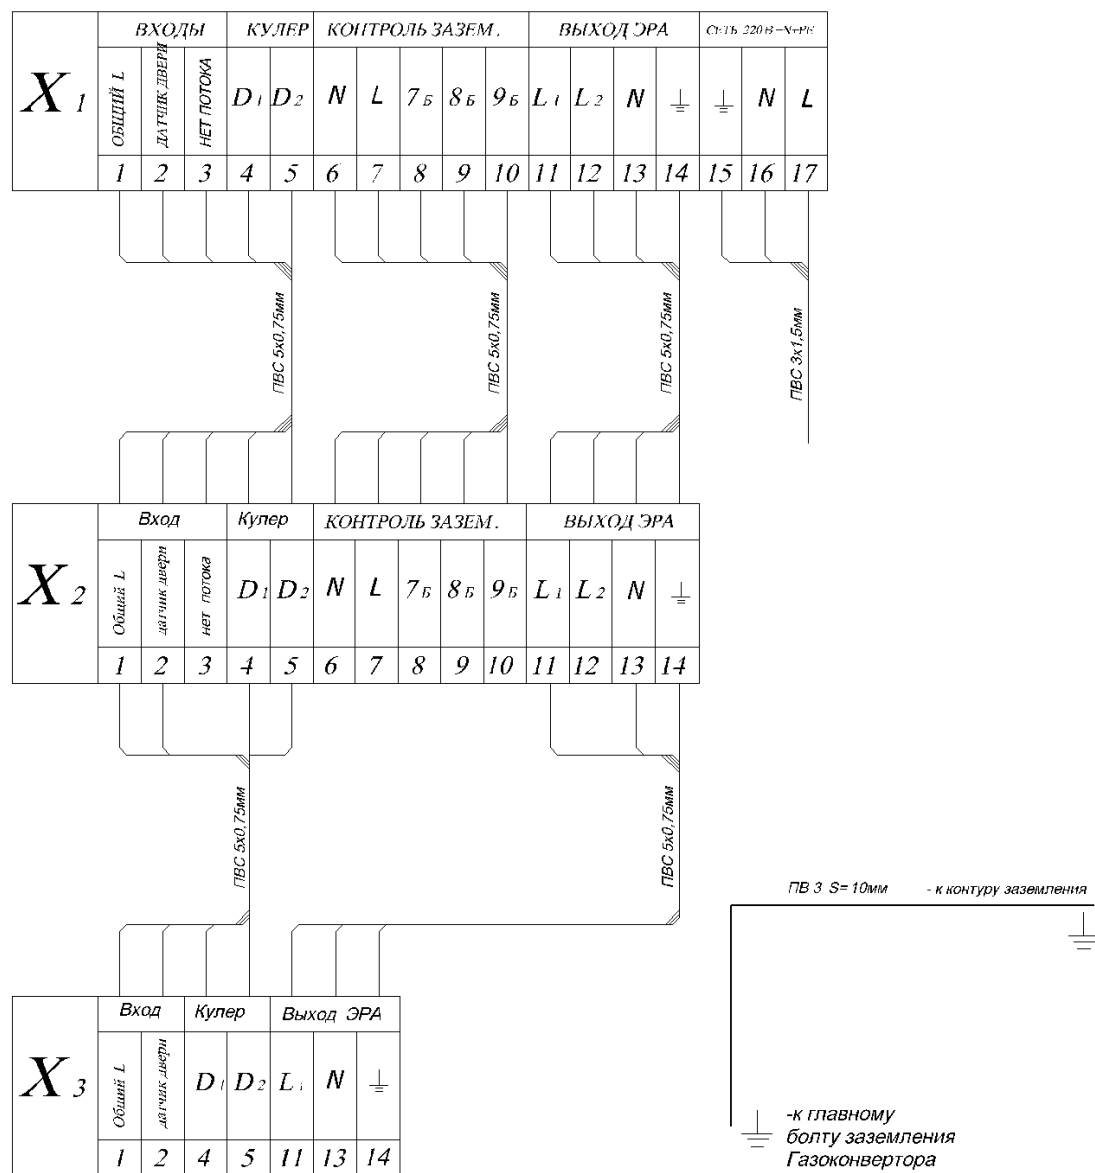 ВХОДЫ КУЛЕР КОНТРОЛЬ ЗАЗЕМ. ВЫХОД ЭРА СЕТЬ 220В~N+PE
X1 ОБЩИЙ L ДАТЧИК ДВЕРИ НЕТ ПОТОКА D1 D2 N L 7Б 8Б 9Б L1 L2 N N L
1 2 3 4 5 6 7 8 9 10 11 12 13 14 15 16 17
ПВС 5х0,75мм ПВС 5х0,75мм ПВС 5х0,75мм ПВС 3х1,5мм
Вход Кулер КОНТРОЛЬ ЗАЗЕМ. ВЫХОД ЭРА
X2 Общий L датчик двери нет потока D1 D2 N L 7Б 8Б 9Б L1 L2 N
1 2 3 4 5 6 7 8 9 10 11 12 13 14
ПВС 5х0,75мм ПВС 5х0,75мм
ПВ 3 S=10мм - к контуру заземления
Вход Кулер Выход ЭРА
X3 Общий L датчик двери D1 D2 L1 N
1 2 4 5 11 13 14
-к главному
болту заземления
Газоконвертора